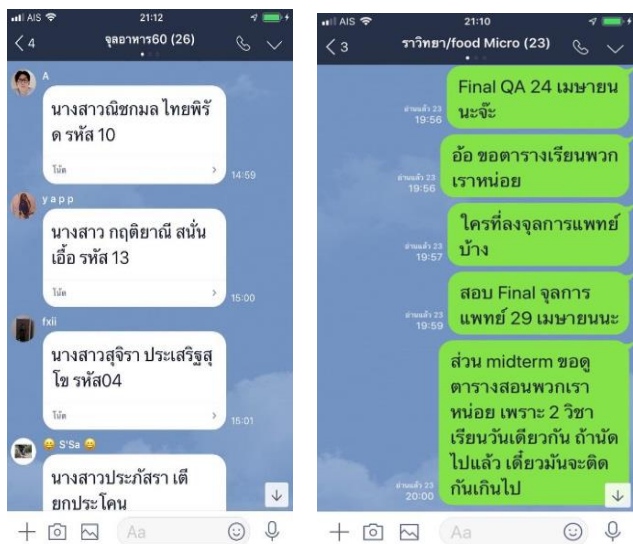 AIS 21:12
4 จุลอาหาร60 (26)
A
นางสาวณิชกมล ไทยพิรั
ด รหัส 10
โน้ต
14:59
y a p p
นางสาว กฤติยาณี สนั่น
เอื้อ รหัส 13
โน้ต
15:00
fxii
นางสาวสุจิรา ประเสริฐสุ
โข รหัส04
โน้ต
15:01
S'Sa
นางสาวประภัสรา เตี
ยกประโคน
Aa
AIS 21:10
3 ราวิทยา/food Micro (23)
Final QA 24 เมษายน
นะจ๊ะ
อ่านแล้ว 23
19:56
อ้อ ขอตารางเรียนพวก
เราหน่อย
อ่านแล้ว 23
19:56
ใครที่ลงจุลการแพทย์
บ้าง
อ่านแล้ว 23
19:57
สอบ Final จุลการ
แพทย์ 29 เมษายนนะ
อ่านแล้ว 23
19:59
ส่วน midterm ขอดู
ตารางสอนพวกเรา
หน่อย เพราะ 2 วิชา
เรียนวันเดียวกัน ถ้านัด
ไปแล้ว เดี๋ยวมันจะติด
กันเกินไป
อ่านแล้ว 23
20:00
Aa